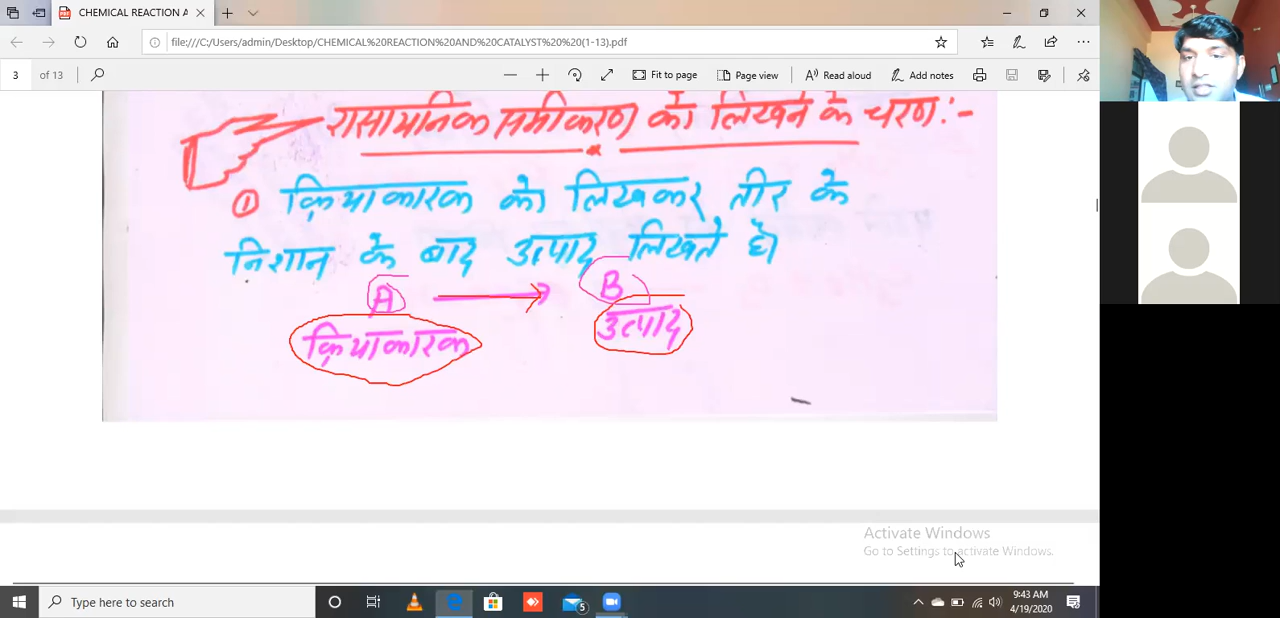 CHEMICAL REACTION A
file:///C:/Users/admin/Desktop/CHEMICAL%20REACTION%20AND%20CATALYST%20%20(1-13).pdf
3 of 13 Fit to page Page view Read aloud Add notes
रासायनिक समीकरण को लिखने के चरण :-
① क्रियाकारक को लिखकर तीर के
निशान के बाद उत्पाद लिखते है।
A → B
क्रियाकारक उत्पाद
Activate Windows
Go to Settings to activate Windows.
Type here to search
5
9:43 AM
4/19/2020